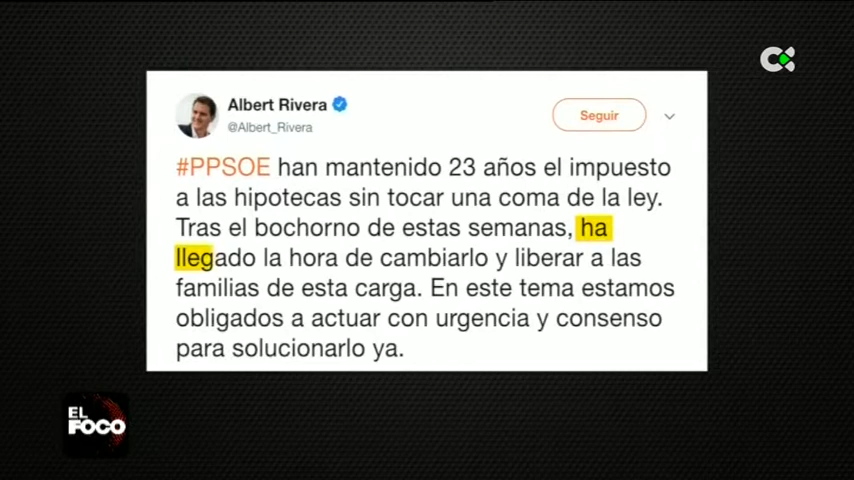 Albert Rivera
@Albert_Rivera
Seguir
#PPSOE han mantenido 23 años el impuesto
a las hipotecas sin tocar una coma de la ley.
Tras el bochorno de estas semanas, ha
llegado la hora de cambiarlo y liberar a las
familias de esta carga. En este tema estamos
obligados a actuar con urgencia y consenso
para solucionarlo ya.
EL
FOCO